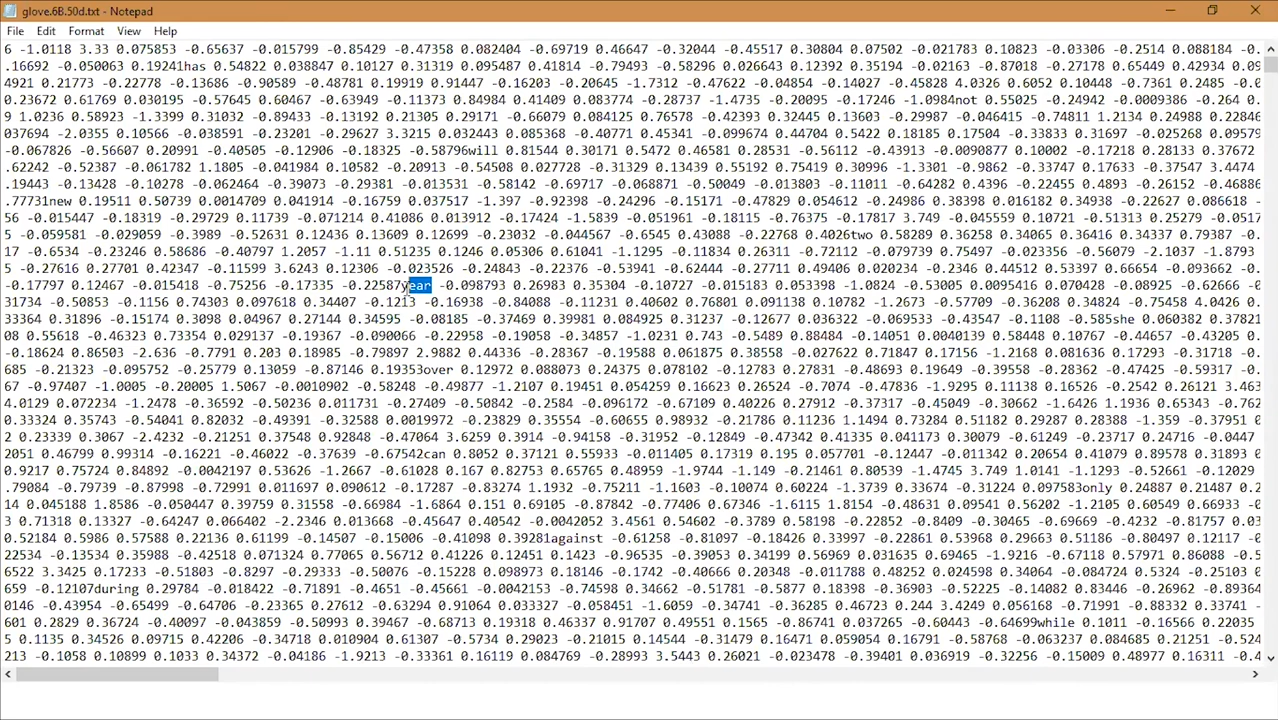 glove.6B.50d.txt - Notepad
File Edit Format View Help
6 -1.0118 3.33 0.075853 -0.65637 -0.015799 -0.85429 -0.47358 0.082404 -0.69719 0.46647 -0.32044 -0.45517 0.30804 0.07502 -0.021783 0.10823 -0.03306 -0.2514 0.088184 -0.
.16692 -0.050063 0.19241has 0.54822 0.038847 0.10127 0.31319 0.095487 0.41814 -0.79493 -0.58296 0.026643 0.12392 0.35194 -0.02163 -0.87018 -0.27178 0.65449 0.42934 0.09
4921 0.21773 -0.22778 -0.13686 -0.90589 -0.48781 0.19919 0.91447 -0.16203 -0.20645 -1.7312 -0.47622 -0.04854 -0.14027 -0.45828 4.0326 0.6052 0.10448 -0.7361 0.2485 -0.0
0.23672 0.61769 0.030195 -0.57645 0.60467 -0.63949 -0.11373 0.84984 0.41409 0.083774 -0.28737 -1.4735 -0.20095 -0.17246 -1.0984not 0.55025 -0.24942 -0.0009386 -0.264 0.
9 1.0236 0.58923 -1.3399 0.31032 -0.89433 -0.13192 0.21305 0.29171 -0.66079 0.084125 0.76578 -0.42393 0.32445 0.13603 -0.29987 -0.046415 -0.74811 1.2134 0.24988 0.22846
037694 -2.0355 0.10566 -0.038591 -0.23201 -0.29627 3.3215 0.032443 0.085368 -0.40771 0.45341 -0.099674 0.44704 0.5422 0.18185 0.17504 -0.33833 0.31697 -0.025268 0.09579
-0.067826 -0.56607 0.20991 -0.40505 -0.12906 -0.18325 -0.58796will 0.81544 0.30171 0.5472 0.46581 0.28531 -0.56112 -0.43913 -0.0090877 0.10002 -0.17218 0.28133 0.37672
.62242 -0.52387 -0.061782 1.1805 -0.041984 0.10582 -0.20913 -0.54508 0.027728 -0.31329 0.13439 0.55192 0.75419 0.30996 -1.3301 -0.9862 -0.33747 0.17633 -0.37547 3.4474
.19443 -0.13428 -0.10278 -0.062464 -0.39073 -0.29381 -0.013531 -0.58142 -0.69717 -0.068871 -0.50049 -0.013803 -0.11011 -0.64282 0.4396 -0.22455 0.4893 -0.26152 -0.46886
.77731new 0.19511 0.50739 0.0014709 0.041914 -0.16759 0.037517 -1.397 -0.92398 -0.24296 -0.15171 -0.47829 0.054612 -0.24986 0.38398 0.016182 0.34938 -0.22627 0.086618 -
56 -0.015447 -0.18319 -0.29729 0.11739 -0.071214 0.41086 0.013912 -0.17424 -1.5839 -0.051961 -0.18115 -0.76375 -0.17817 3.749 -0.045559 0.10721 -0.51313 0.25279 -0.0517
5 -0.059581 -0.029059 -0.3989 -0.52631 0.12436 0.13609 0.12699 -0.23032 -0.044567 -0.6545 0.43088 -0.22768 0.4026two 0.58289 0.36258 0.34065 0.36416 0.34337 0.79387 -0.
17 -0.6534 -0.23246 0.58686 -0.40797 1.2057 -1.11 0.51235 0.1246 0.05306 0.61041 -1.1295 -0.11834 0.26311 -0.72112 -0.079739 0.75497 -0.023356 -0.56079 -2.1037 -1.8793
5 -0.27616 0.27701 0.42347 -0.11599 3.6243 0.12306 -0.023526 -0.24843 -0.22376 -0.53941 -0.62444 -0.27711 0.49406 0.020234 -0.2346 0.44512 0.53397 0.66654 -0.093662 -0.
-0.17797 0.12467 -0.015418 -0.75256 -0.17335 -0.22587year -0.098793 0.26983 0.35304 -0.10727 -0.015183 0.053398 -1.0824 -0.53005 0.0095416 0.070428 -0.08925 -0.62666 -0
31734 -0.50853 -0.1156 0.74303 0.097618 0.34407 -0.1213 -0.16938 -0.84088 -0.11231 0.40602 0.76801 0.091138 0.10782 -1.2673 -0.57709 -0.36208 0.34824 -0.75458 4.0426 0.
33364 0.31896 -0.15174 0.3098 0.04967 0.27144 0.34595 -0.08185 -0.37469 0.39981 0.084925 0.31237 -0.12677 0.036322 -0.069533 -0.43547 -0.1108 -0.585she 0.060382 0.37821
08 0.55618 -0.46323 0.73354 0.029137 -0.19367 -0.090066 -0.22958 -0.19058 -0.34857 -1.0231 0.743 -0.5489 0.88484 -0.14051 0.0040139 0.58448 0.10767 -0.44657 -0.43205 0.
-0.18624 0.86503 -2.636 -0.7791 0.203 0.18985 -0.79897 2.9882 0.44336 -0.28367 -0.19588 0.061875 0.38558 -0.027622 0.71847 0.17156 -1.2168 0.081636 0.17293 -0.31718 -0.
685 -0.21323 -0.095752 -0.25779 0.13059 -0.87146 0.19353over 0.12972 0.088073 0.24375 0.078102 -0.12783 0.27831 -0.48693 0.19649 -0.39558 -0.28362 -0.47425 -0.59317 -0.
67 -0.97407 -1.0005 -0.20005 1.5067 -0.0010902 -0.58248 -0.49877 -1.2107 0.19451 0.054259 0.16623 0.26524 -0.7074 -0.47836 -1.9295 0.11138 0.16526 -0.2542 0.26121 3.463
4.0129 0.072234 -1.2478 -0.36592 -0.50236 0.011731 -0.27409 -0.50842 -0.2584 -0.096172 -0.67109 0.40226 0.27912 -0.37317 -0.45049 -0.30662 -1.6426 1.1936 0.65343 -0.762
0.33324 0.35743 -0.54041 0.82032 -0.49391 -0.32588 0.0019972 -0.23829 0.35554 -0.60655 0.98932 -0.21786 0.11236 1.1494 0.73284 0.51182 0.29287 0.28388 -1.359 -0.37951
2 0.23339 0.3067 -2.4232 -0.21251 0.37548 0.92848 -0.47064 3.6259 0.3914 -0.94158 -0.31952 -0.12849 -0.47342 0.41335 0.041173 0.30079 -0.61249 -0.23717 0.24716 -0.0447
2051 0.46799 0.99314 -0.16221 -0.46022 -0.37639 -0.67542can 0.8052 0.37121 0.55933 -0.011405 0.17319 0.195 0.057701 -0.12447 -0.011342 0.20654 0.41079 0.89578 0.31893
0.9217 0.75724 0.84892 -0.0042197 0.53626 -1.2667 -0.61028 0.167 0.82753 0.65765 0.48959 -1.9744 -1.149 -0.21461 0.80539 -1.4745 3.749 1.0141 -1.1293 -0.52661 -0.12029
.79084 -0.79739 -0.87998 -0.72991 0.011697 0.090612 -0.17287 -0.83274 1.1932 -0.75211 -1.1603 -0.10074 0.60224 -1.3739 0.33674 -0.31224 0.097583only 0.24887 0.21487 0.2
14 0.045188 1.8586 -0.050447 0.39759 0.31558 -0.16986 -1.6864 0.151 0.69105 -0.87842 -0.77406 0.67346 -1.6115 1.8154 -0.48631 0.09541 0.56202 -1.2105 0.60549 0.66933
3 0.71318 0.13327 -0.64247 0.066402 -2.2346 0.013668 -0.45647 0.40542 -0.0042052 3.4561 0.54602 -0.3789 0.58198 -0.22852 -0.8409 -0.30465 -0.69669 -0.4232 -0.81757 0.03
0.52184 0.5986 0.57588 0.22136 0.61199 -0.14507 -0.15006 -0.41098 0.3928against -0.61258 -0.81097 -0.18426 0.33997 -0.22861 0.53968 0.29663 0.51186 -0.80497 0.12117 -0
22534 -0.13534 0.35988 -0.42518 0.071324 0.77065 0.56712 0.41226 0.12451 0.1423 -0.96535 -0.39053 0.34199 0.56969 0.031635 0.69465 -1.9216 -0.67118 0.57971 0.86088 -0.5
6522 3.3425 0.17233 -0.51803 -0.8297 -0.29333 -0.50076 -0.15228 0.098973 0.18146 -0.1742 -0.40666 0.20348 -0.011788 0.48252 0.024598 0.34064 -0.084724 0.5324 -0.25103 0
659 -0.12107during 0.29784 -0.018422 -0.71891 -0.4651 -0.45661 -0.0042153 -0.74598 0.34662 -0.51781 -0.5877 0.18398 -0.36903 -0.52225 -0.14082 0.83446 -0.26920 -0.89364
0146 -0.43954 -0.65499 -0.64706 -0.23365 0.27612 -0.63294 0.91064 0.033327 -0.058451 -1.6059 -0.34741 -0.36285 0.46723 0.244 3.4249 0.056168 -0.71991 -0.88332 0.33741
601 0.2829 0.36724 -0.40097 -0.043859 -0.50993 0.39467 -0.68713 0.19318 0.46337 0.91707 0.49551 0.1565 -0.86741 0.037265 -0.60443 -0.64699while 0.1011 -0.16566 0.22035
5 0.1135 0.34526 0.09715 0.42206 -0.34718 0.010904 0.61307 -0.5734 0.29023 -0.21015 0.14544 -0.31479 0.16471 0.059054 0.16791 -0.58768 -0.063237 0.084685 0.21251 -0.524
213 -0.1058 0.10899 0.1033 0.34372 -0.04186 -1.9213 -0.33361 0.16119 0.084769 -0.28993 3.5443 0.26021 -0.023478 -0.39401 0.036919 -0.32256 -0.15009 0.48977 0.16311 -0.4